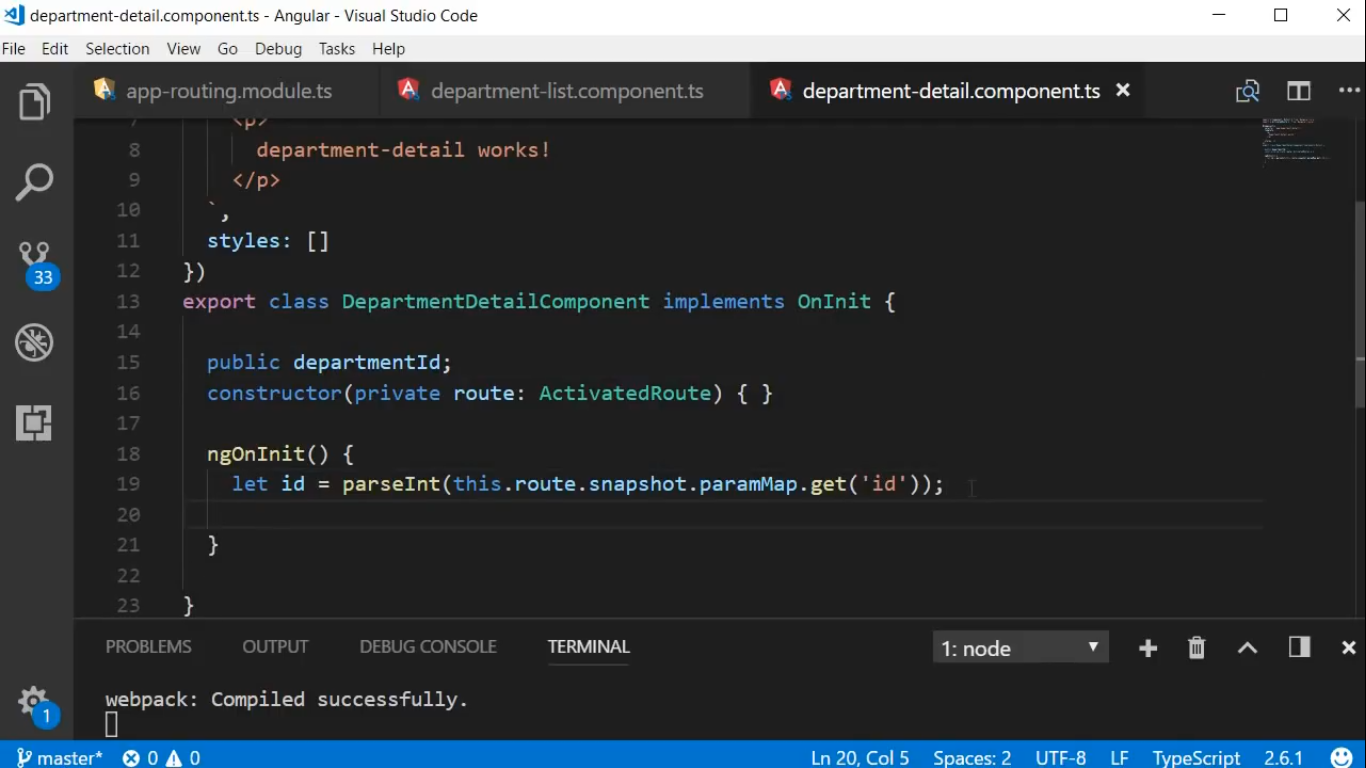 department-detail.component.ts - Angular - Visual Studio Code
File Edit Selection View Go Debug Tasks Help
app-routing.module.ts department-list.component.ts department-detail.component.ts
7 <p>
8 department-detail works!
9 </p>
10 `,
11 styles: []
12 })
13 export class DepartmentDetailComponent implements OnInit {
14
15 public departmentId;
16 constructor(private route: ActivatedRoute) { }
17
18 ngOnInit() {
19 let id = parseInt(this.route.snapshot.paramMap.get('id'));
20
21 }
22
23 }
33
PROBLEMS OUTPUT DEBUG CONSOLE TERMINAL 1: node
webpack: Compiled successfully.
1
master* 0 0 Ln 20, Col 5 Spaces: 2 UTF-8 LF TypeScript 2.6.1